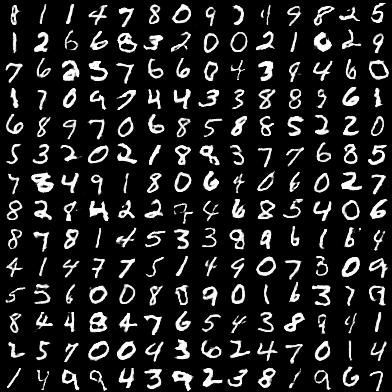 8 1 1 4 7 8 0 9 3 4 9 8 2 5
1 2 6 6 8 3 2 0 0 2 1 0 2 9
7 6 2 5 7 6 6 0 4 3 9 4 6 0
1 7 0 9 7 4 4 3 3 8 8 9 6 1
6 8 9 7 0 6 8 5 8 8 5 2 2 0
5 3 2 0 2 1 8 9 3 7 7 6 8 5
7 8 4 9 1 8 0 6 4 0 6 0 2 7
8 2 8 4 2 2 7 4 6 8 5 4 0 6
8 7 8 1 4 5 3 3 8 9 6 1 6 4
4 1 4 7 7 5 1 4 9 0 7 3 0 9
5 5 6 0 0 8 0 9 0 1 6 3 7 8
8 4 4 8 4 7 6 5 4 3 8 9 4 1
2 5 7 0 0 4 3 6 2 4 7 0 1 4
1 4 9 9 4 3 9 2 3 8 1 9 6 7